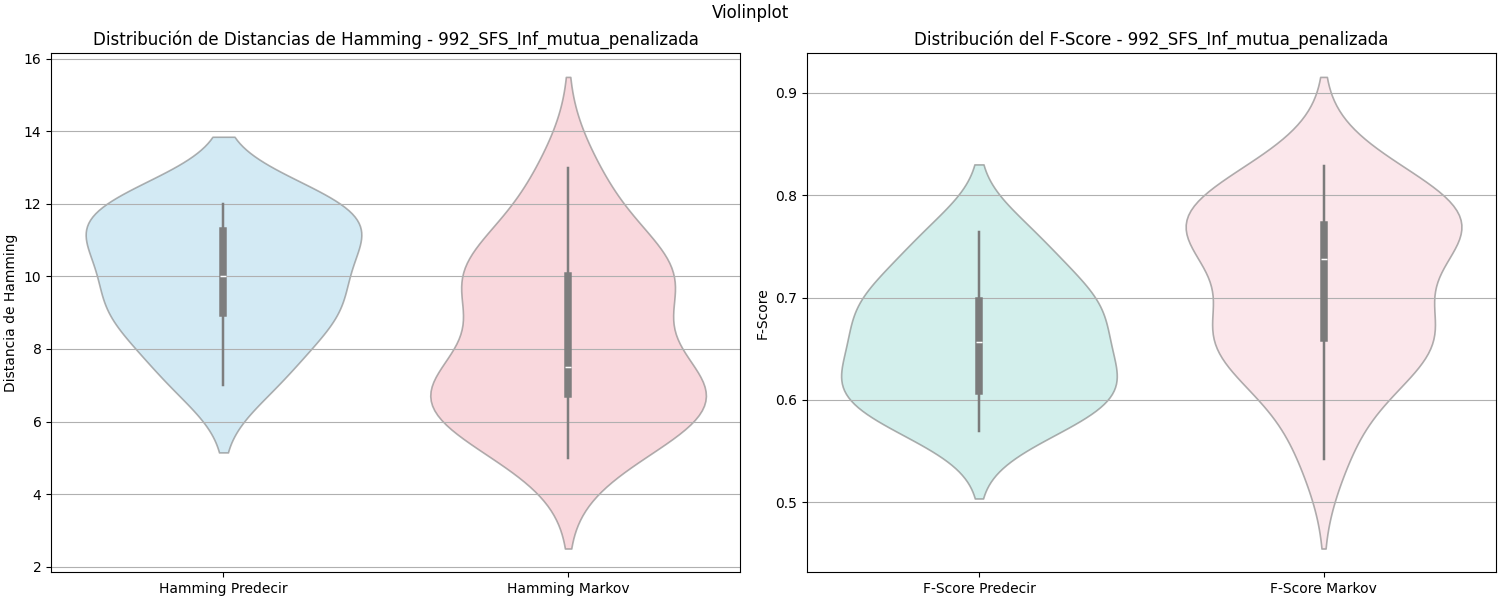 Violinplot
Distribución de Distancias de Hamming - 992_SFS_Inf_mutua_penalizada
Distancia de Hamming
16
14
12
10
8
6
4
2
Hamming Predecir
Hamming Markov
Distribución del F-Score - 992_SFS_Inf_mutua_penalizada
F-Score
0.9
0.8
0.7
0.6
0.5
F-Score Predecir
F-Score Markov